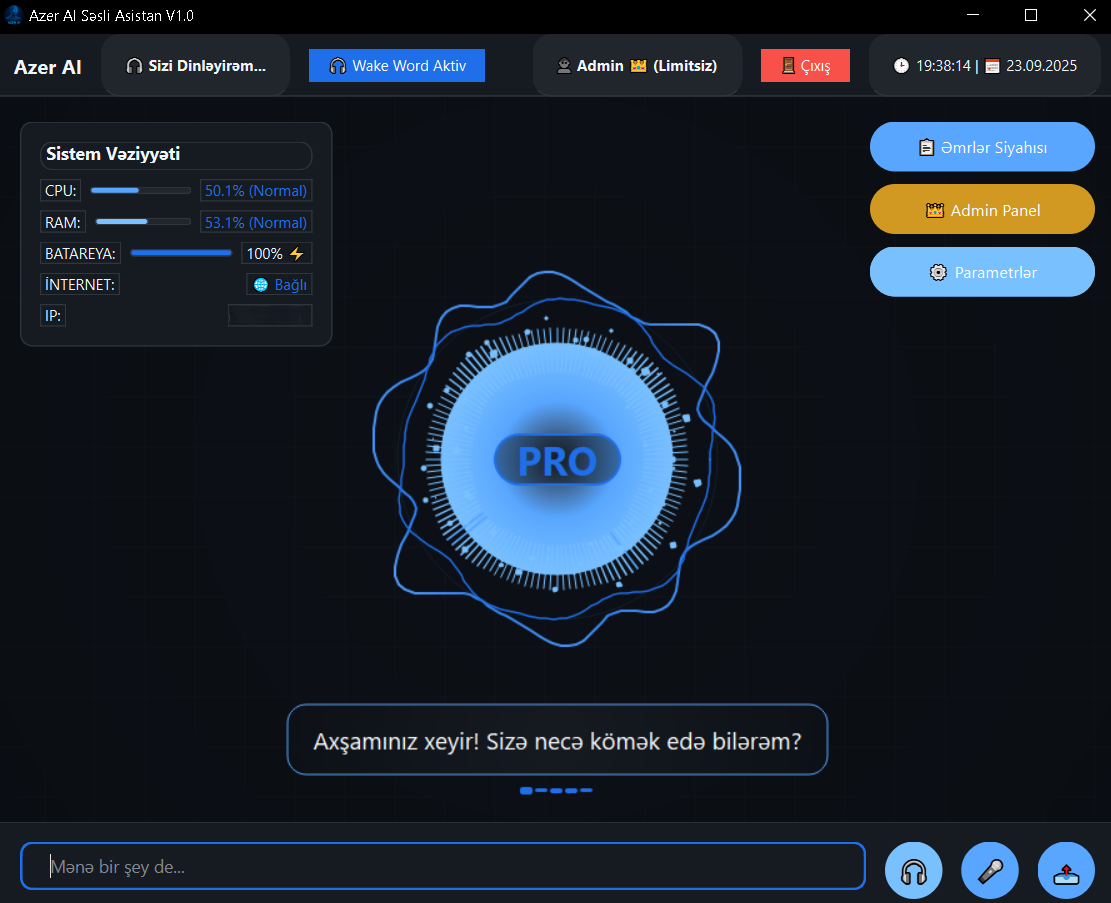 Azer AI Səsli Asistan V1.0
Azer AI
Sizi Dinləyirəm...
Wake Word Aktiv
Admin 👑 (Limitsiz)
Çıxış
19:38:14 | 📅 23.09.2025
Sistem Vəziyyəti
CPU: 50.1% (Normal)
RAM: 53.1% (Normal)
BATAREYA: 100% ⚡
İNTERNET: 🌐 Bağlı
IP:
Əmrlər Siyahısı
Admin Panel
Parametrlər
PRO
Axşamınız xeyir! Sizə necə kömək edə bilərəm?
Mənə bir şey de...